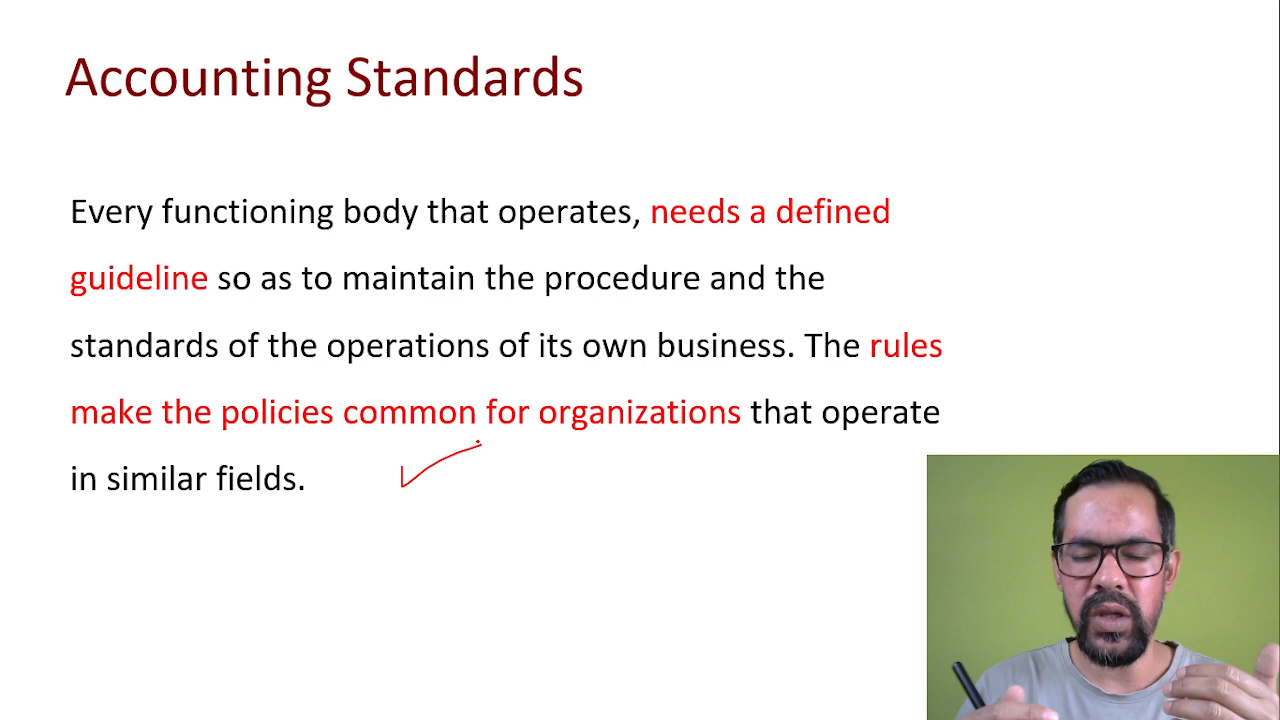 Accounting Standards
Every functioning body that operates, needs a defined
guideline so as to maintain the procedure and the
standards of the operations of its own business. The rules
make the policies common for organizations that operate
in similar fields.